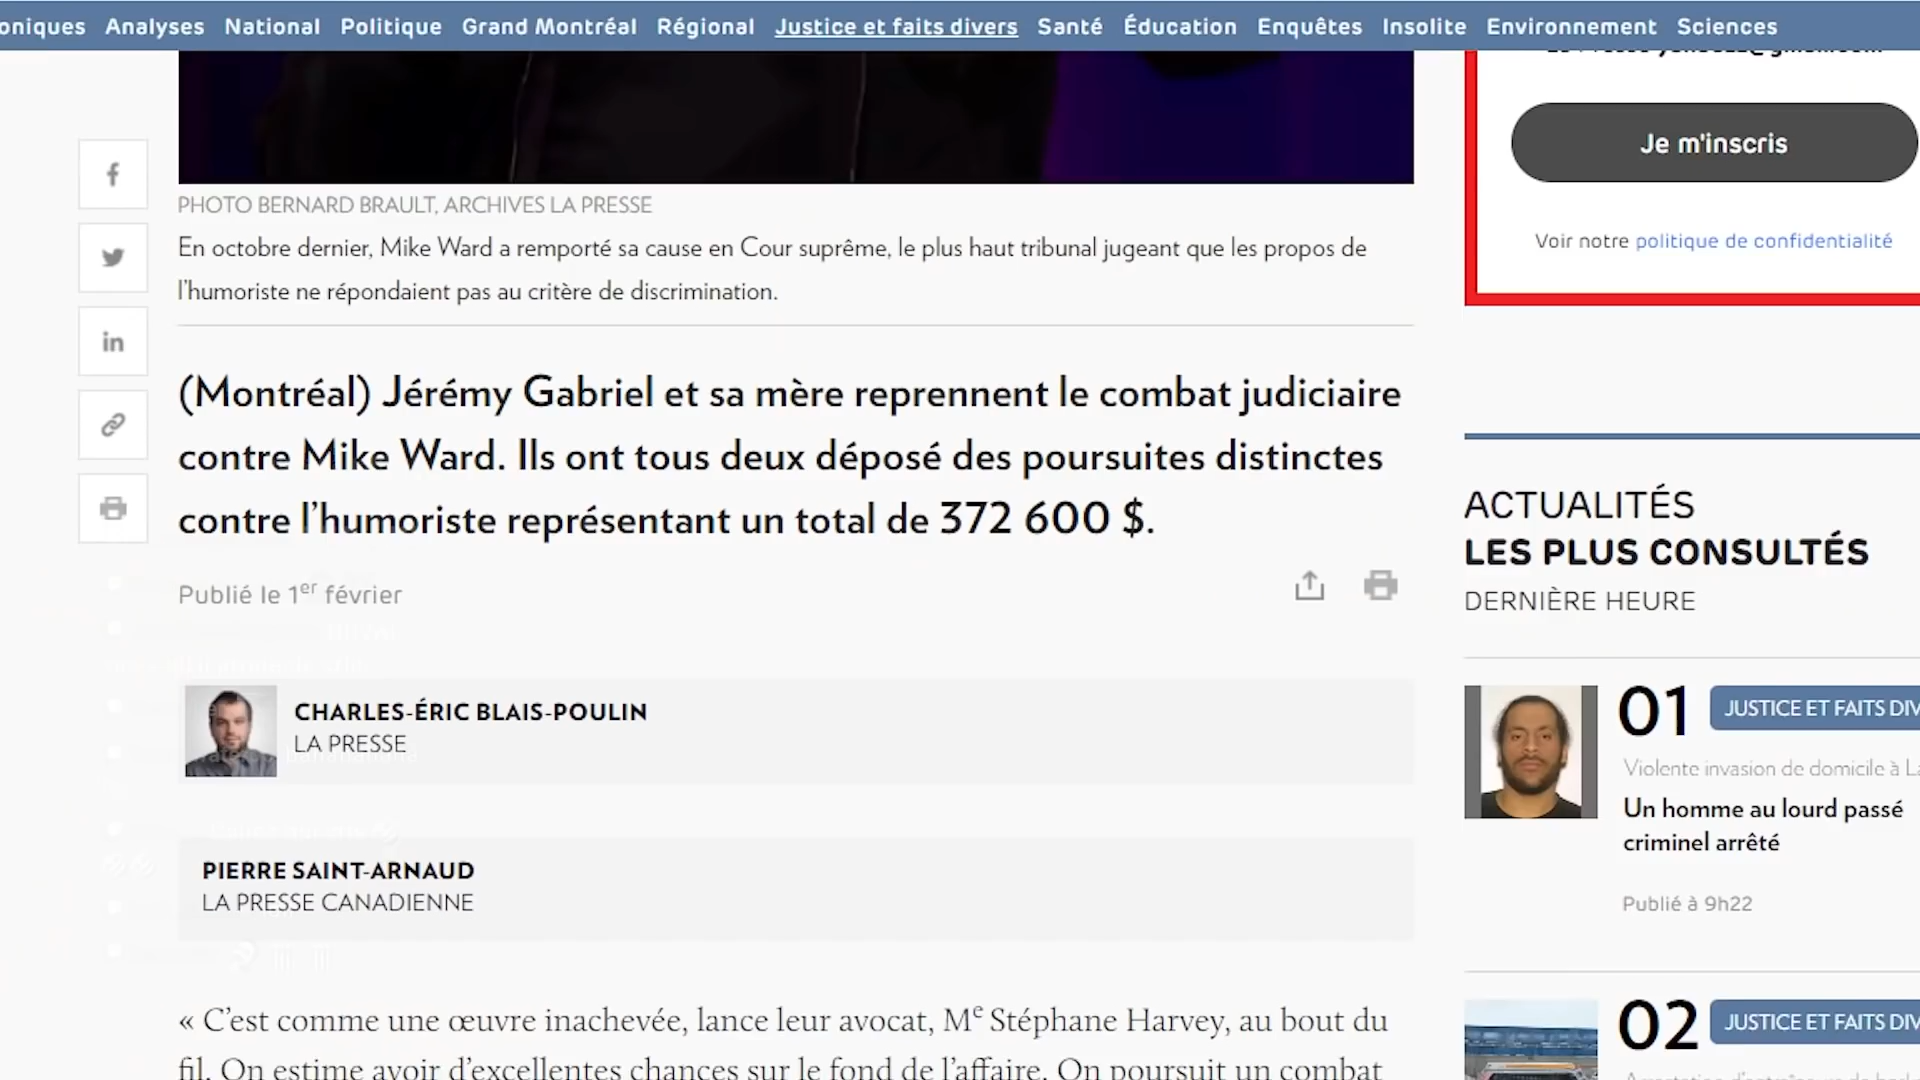 oniques Analyses National Politique Grand Montréal Régional Justice et faits divers Santé Éducation Enquêtes Insolite Environnement Sciences
PHOTO BERNARD BRAULT, ARCHIVES LA PRESSE
En octobre dernier, Mike Ward a remporté sa cause en Cour suprême, le plus haut tribunal jugeant que les propos de
l’humoriste ne répondaient pas au critère de discrimination.
(Montréal) Jérémy Gabriel et sa mère reprennent le combat judiciaire
contre Mike Ward. Ils ont tous deux déposé des poursuites distinctes
contre l’humoriste représentant un total de 372 600 $.
Publié le 1er février
CHARLES-ÉRIC BLAIS-POULIN
LA PRESSE
PIERRE SAINT-ARNAUD
LA PRESSE CANADIENNE
« C’est comme une œuvre inachevée, lance leur avocat, Me Stéphane Harvey, au bout du
fil. On estime avoir d’excellentes chances sur le fond de l’affaire. On poursuit un combat
Je m'inscris
Voir notre politique de confidentialité
ACTUALITÉS
LES PLUS CONSULTÉS
DERNIÈRE HEURE
01 JUSTICE ET FAITS DIV
Violente invasion de domicile à La
Un homme au lourd passé
criminel arrêté
Publié à 9h22
02 JUSTICE ET FAITS DIV